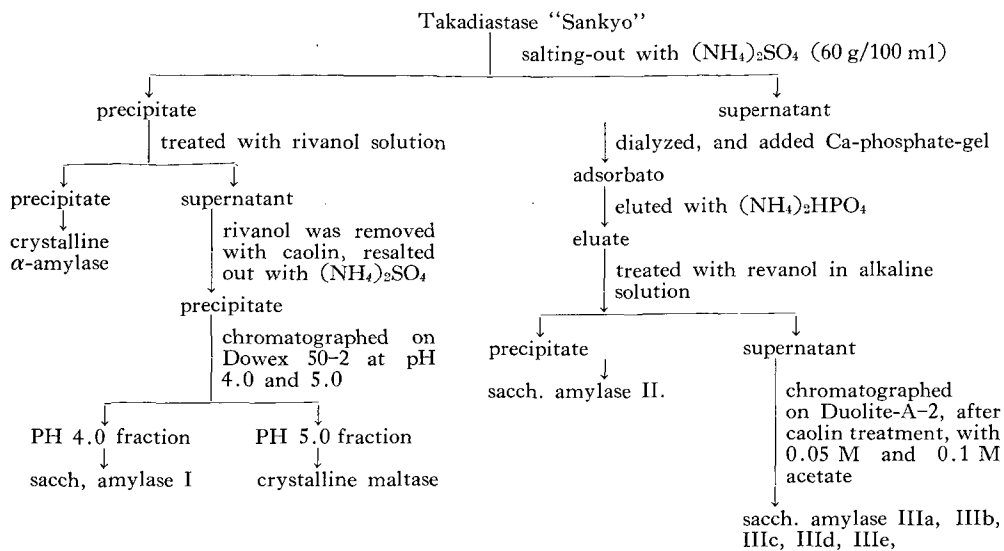 Takadiastase “Sankyo”
salting-out with (NH₄)₂SO₄ (60 g/100 ml)
precipitate
supernatant
treated with rivanol solution
dialyzed, and added Ca-phosphate-gel
adsorbato
precipitate
supernatant
eluted with (NH₄)₂HPO₄
crystalline
α-amylase
rivanol was removed
with caolin, resalted
out with (NH₄)₂SO₄
eluate
treated with revanol in alkaline
solution
precipitate
chromatographed on
Dowex 50-2 at pH
4.0 and 5.0
precipitate
supernatant
sacch. amylase II.
chromatographed
on Duolite-A-2, after
caolin treatment, with
0.05 M and 0.1 M
acetate
PH 4.0 fraction
PH 5.0 fraction
sacch, amylase I
crystalline maltase
sacch. amylase IIIa, IIIb,
IIIc, IIId, IIIe,